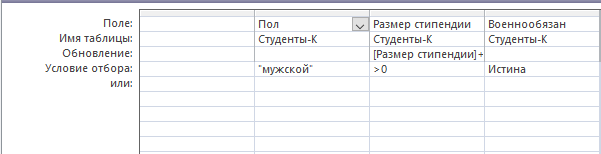 Поле: Пол Размер стипендии Военнообязан
Имя таблицы: Студенты-К Студенты-К Студенты-К
Обновление: [Размер стипендии]+
Условие отбора: "мужской" >0 Истина
или: